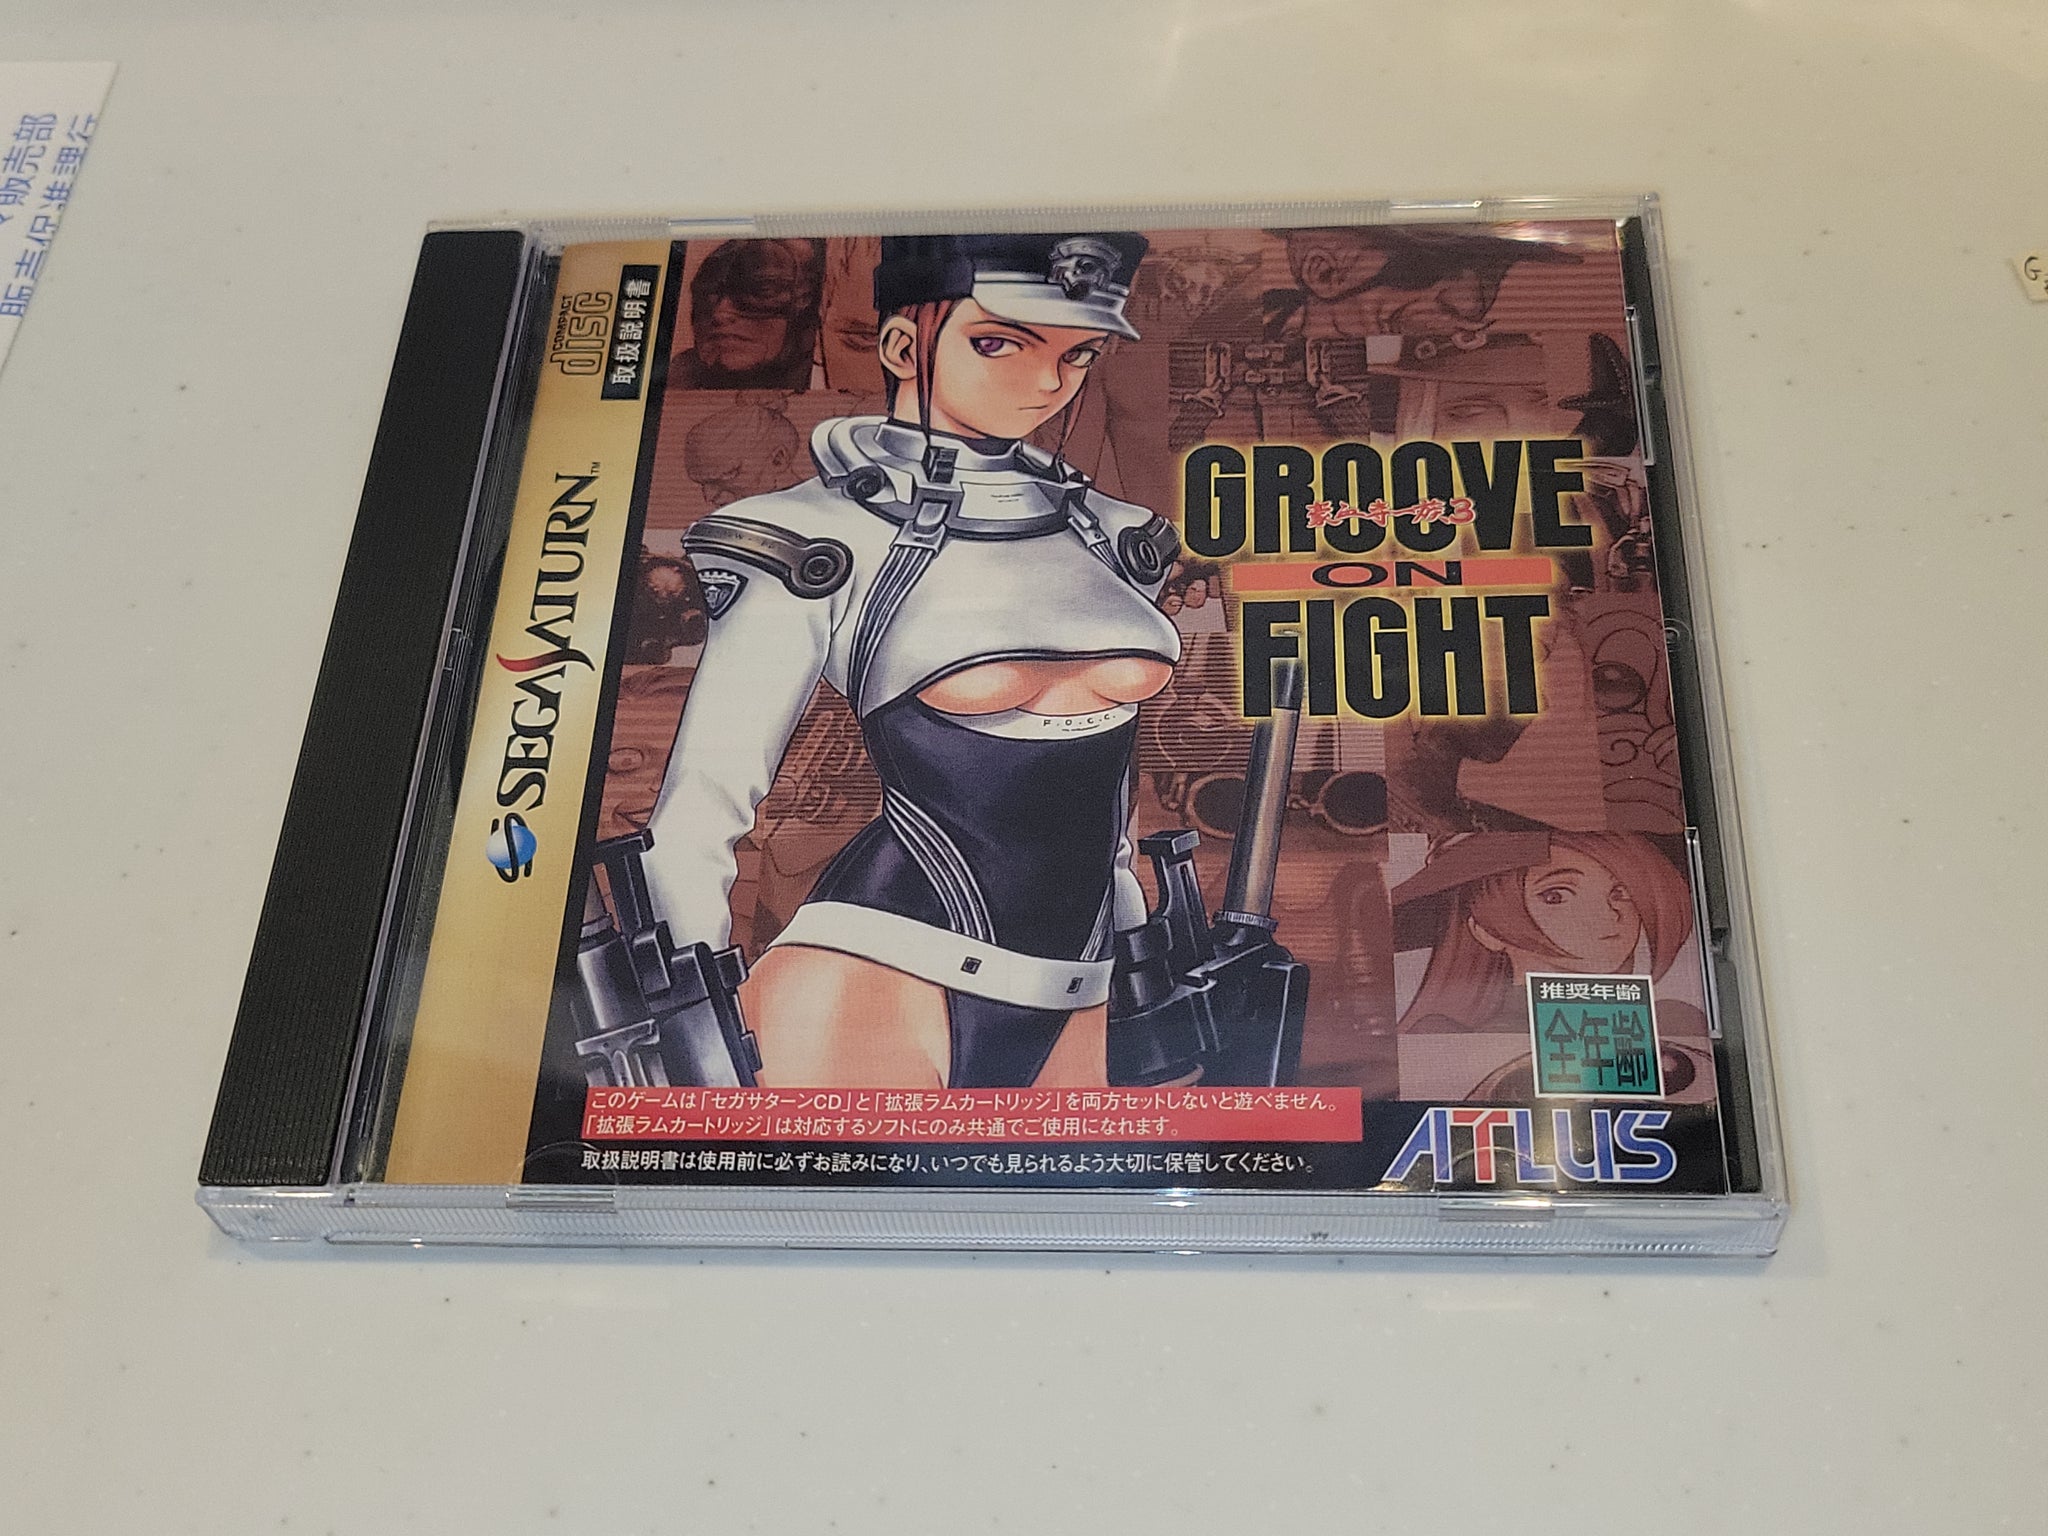 販売部
COMPACT
disc
取扱説明書
SEGA SATURN™
GROOVE
豪血寺一族3
ON
FIGHT
F.O.C.C.
推奨年齢
全年齢
このゲームは「セガサターンCD」と「拡張ラムカートリッジ」を両方セットしないと遊べません。
「拡張ラムカートリッジ」は対応するソフトにのみ共通でご使用になれます。
取扱説明書は使用前に必ずお読みになり、いつでも見られるよう大切に保管してください。
ATLUS